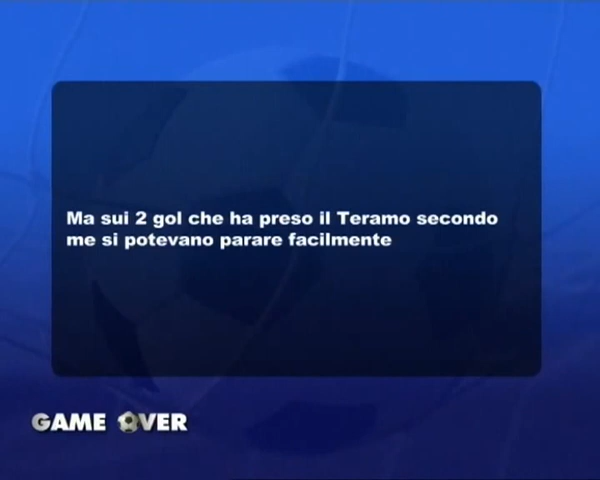 Ma sui 2 gol che ha preso il Teramo secondo
me si potevano parare facilmente
GAME OVER